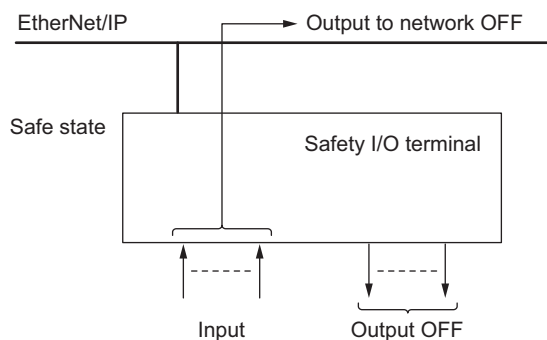 EtherNet/IP
Output to network OFF
Safe state
Safety I/O terminal
Input
Output OFF